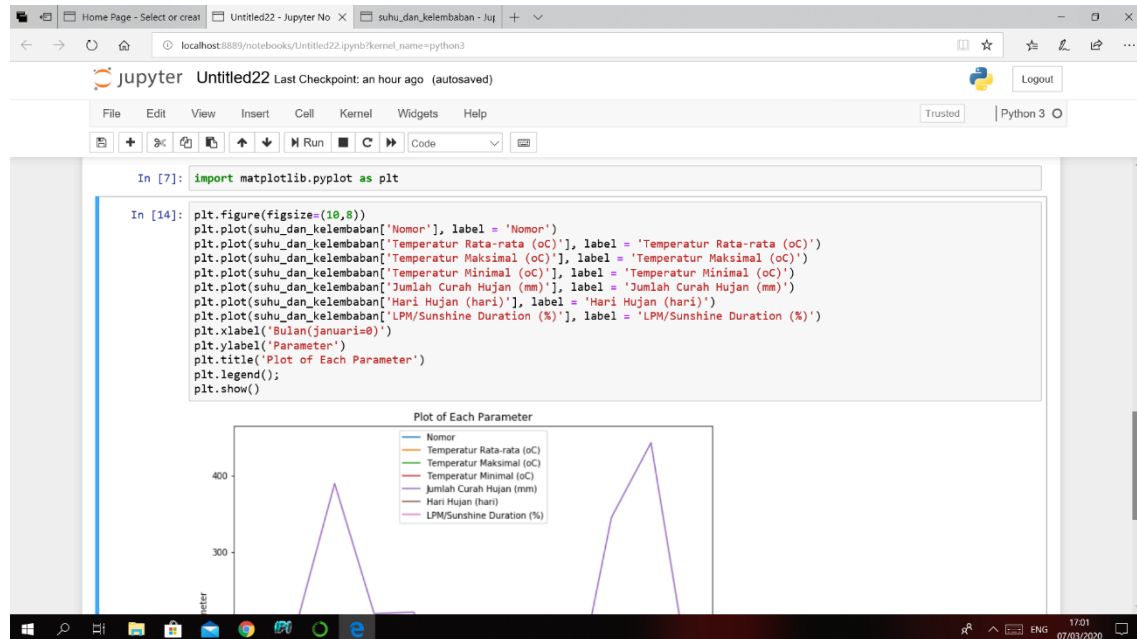 Home Page - Select or creat
Untitled22 - Jupyter No
suhu_dan_kelembaban - Jup
localhost:8889/notebooks/Untitled22.ipynb?kernel_name=python3
jupyter Untitled22 Last Checkpoint: an hour ago (autosaved)
Logout
File Edit View Insert Cell Kernel Widgets Help
Trusted Python 3
Run Code
In [7]: import matplotlib.pyplot as plt
In [14]: plt.figure(figsize=(10,8))
plt.plot(suhu_dan_kelembaban['Nomor'], label = 'Nomor')
plt.plot(suhu_dan_kelembaban['Temperatur Rata-rata (oC)'], label = 'Temperatur Rata-rata (oC)')
plt.plot(suhu_dan_kelembaban['Temperatur Maksimal (oC)'], label = 'Temperatur Maksimal (oC)')
plt.plot(suhu_dan_kelembaban['Temperatur Minimal (oC)'], label = 'Temperatur Minimal (oC)')
plt.plot(suhu_dan_kelembaban['Jumlah Curah Hujan (mm)'], label = 'Jumlah Curah Hujan (mm)')
plt.plot(suhu_dan_kelembaban['Hari Hujan (hari)'], label = 'Hari Hujan (hari)')
plt.plot(suhu_dan_kelembaban['LPM/Sunshine Duration (%)'], label = 'LPM/Sunshine Duration (%)')
plt.xlabel('Bulan(januari=0)')
plt.ylabel('Parameter')
plt.title('Plot of Each Parameter')
plt.legend();
plt.show()
Plot of Each Parameter
Nomor
Temperatur Rata-rata (oC)
Temperatur Maksimal (oC)
Temperatur Minimal (oC)
Jumlah Curah Hujan (mm)
Hari Hujan (hari)
LPM/Sunshine Duration (%)
400
300
meter
ENG
17:01
07/03/2020